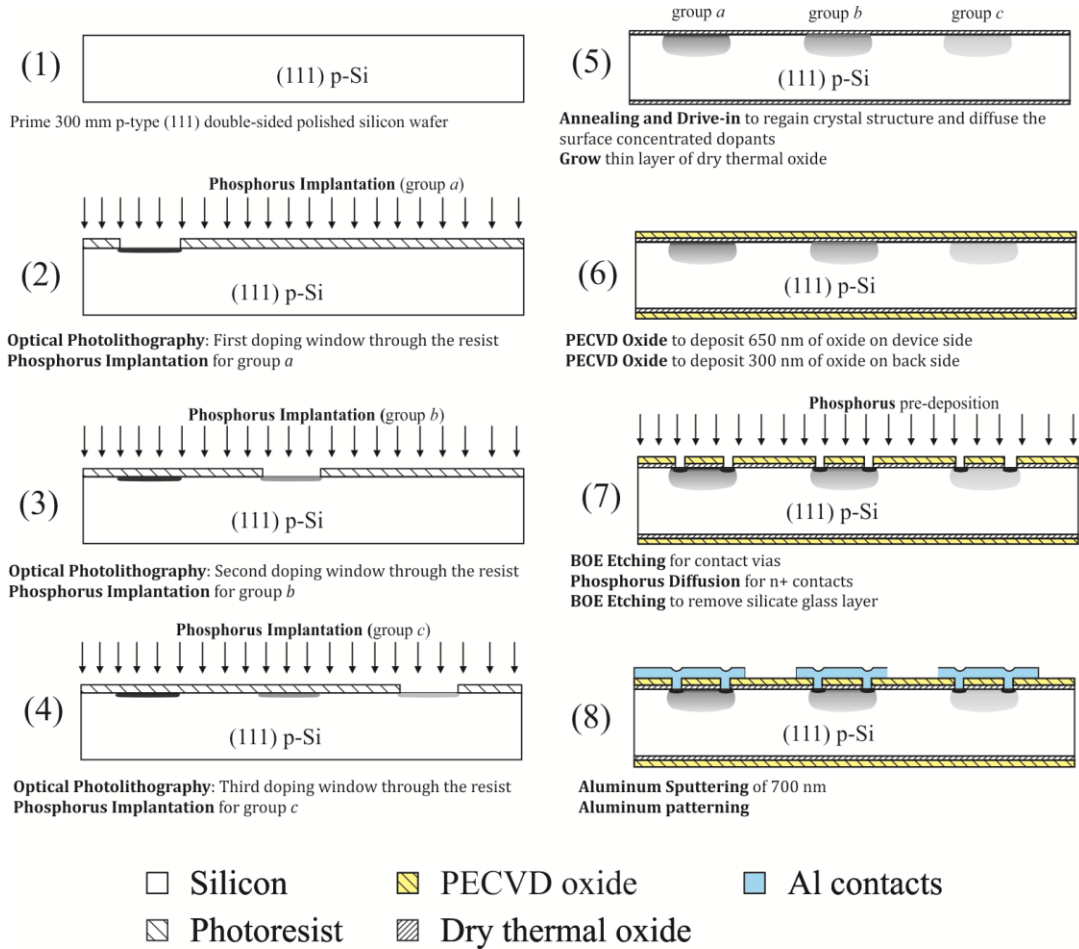 (1)
(111) p-Si
Prime 300 mm p-type (111) double-sided polished silicon wafer
Phosphorus Implantation (group a)
(2)
(111) p-Si
Optical Photolithography: First doping window through the resist
Phosphorus Implantation for group a
Phosphorus Implantation (group b)
(3)
(111) p-Si
Optical Photolithography: Second doping window through the resist
Phosphorus Implantation for group b
Phosphorus Implantation (group c)
(4)
(111) p-Si
Optical Photolithography: Third doping window through the resist
Phosphorus Implantation for group c
group a group b group c
(5)
(111) p-Si
Annealing and Drive-in to regain crystal structure and diffuse the
surface concentrated dopants
Grow thin layer of dry thermal oxide
(6)
(111) p-Si
PECVD Oxide to deposit 650 nm of oxide on device side
PECVD Oxide to deposit 300 nm of oxide on back side
Phosphorus pre-deposition
(7)
(111) p-Si
BOE Etching for contact vias
Phosphorus Diffusion for n+ contacts
BOE Etching to remove silicate glass layer
(8)
(111) p-Si
Aluminum Sputtering of 700 nm
Aluminum patterning
Silicon PECVD oxide Al contacts
Photoresist Dry thermal oxide